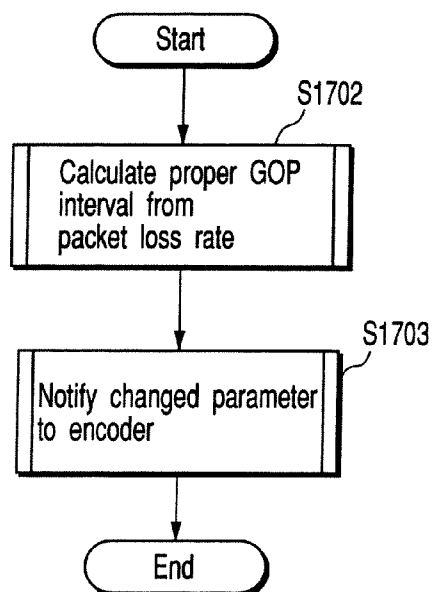 Start
S1702
Calculate proper GOP
interval from
packet loss rate
S1703
Notify changed parameter
to encoder
End